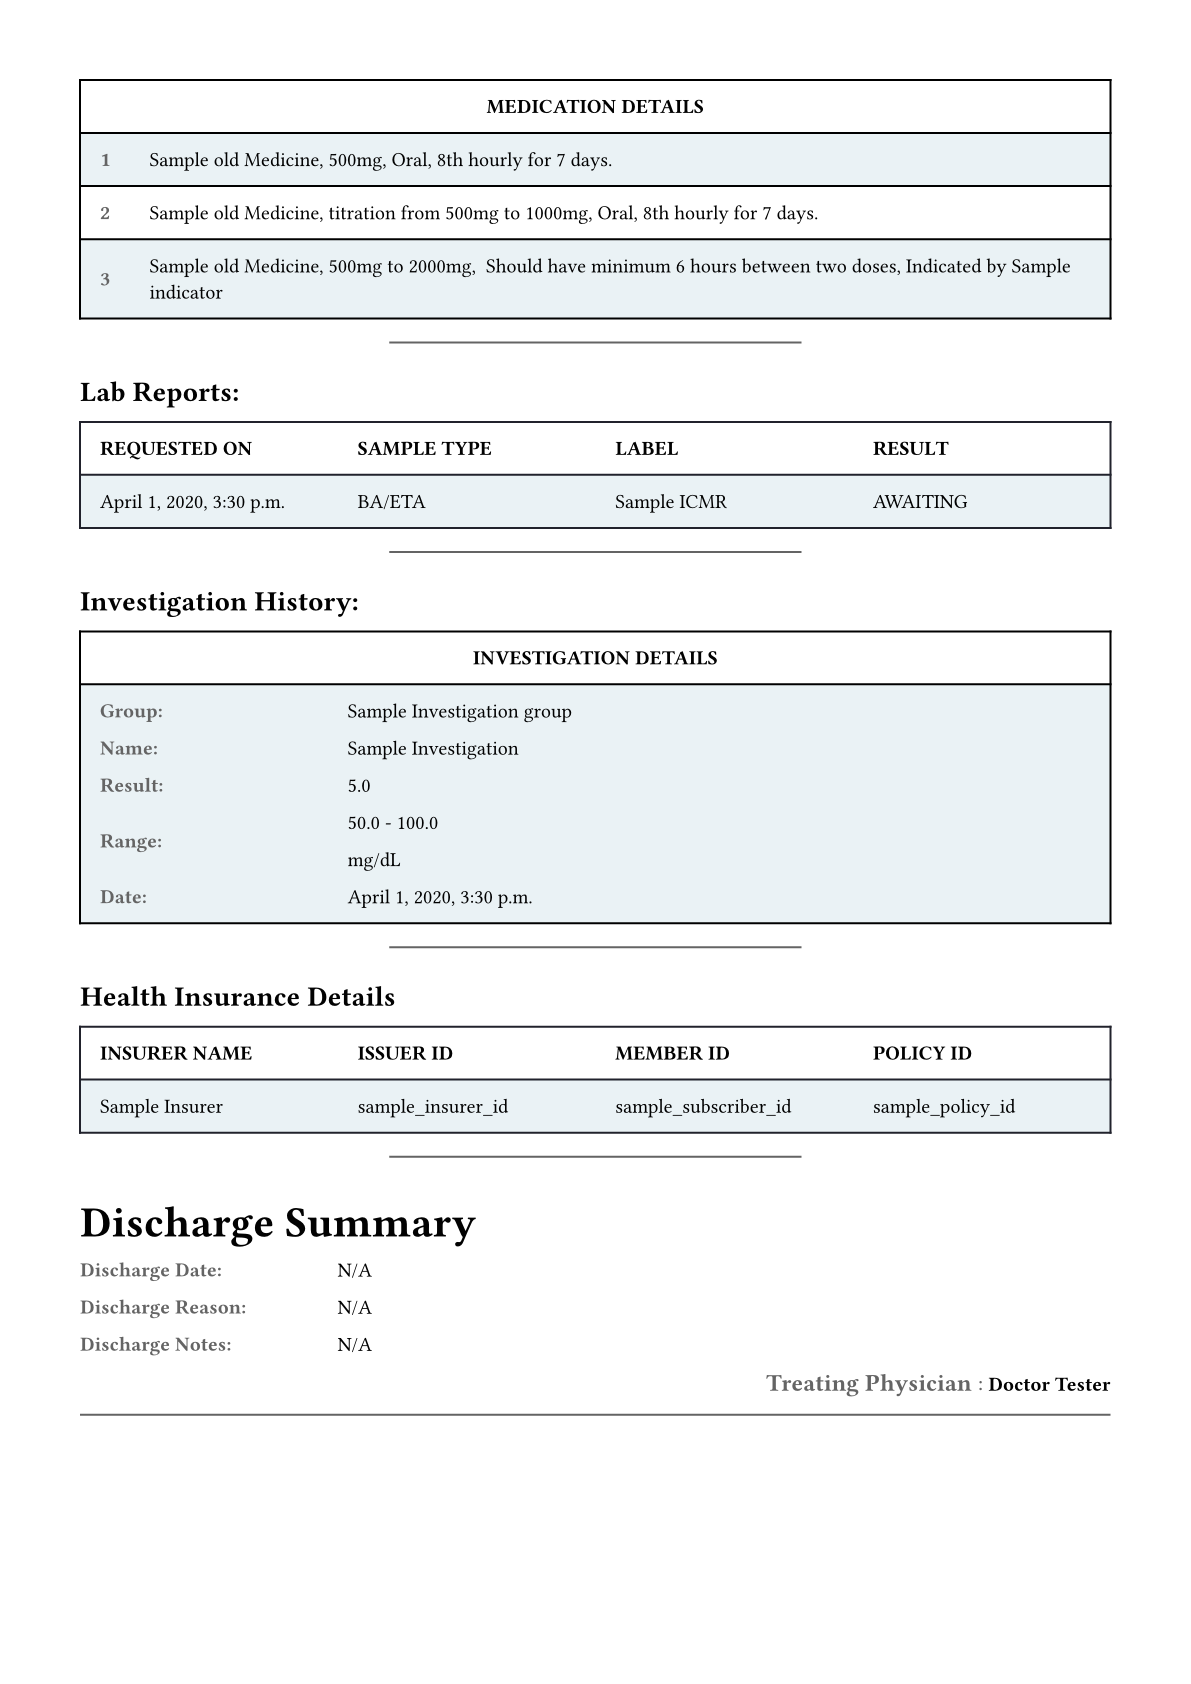 MEDICATION DETAILS
1 Sample old Medicine, 500mg, Oral, 8th hourly for 7 days.
2 Sample old Medicine, titration from 500mg to 1000mg, Oral, 8th hourly for 7 days.
3 Sample old Medicine, 500mg to 2000mg,  Should have minimum 6 hours between two doses, Indicated by Sample
indicator
Lab Reports:
REQUESTED ON SAMPLE TYPE LABEL RESULT
April 1, 2020, 3:30 p.m. BA/ETA Sample ICMR AWAITING
Investigation History:
INVESTIGATION DETAILS
Group: Sample Investigation group
Name: Sample Investigation
Result: 5.0
Range: 50.0 - 100.0
mg/dL
Date: April 1, 2020, 3:30 p.m.
Health Insurance Details
INSURER NAME ISSUER ID MEMBER ID POLICY ID
Sample Insurer sample_insurer_id sample_subscriber_id sample_policy_id
Discharge Summary
Discharge Date: N/A
Discharge Reason: N/A
Discharge Notes: N/A
Treating Physician : Doctor Tester